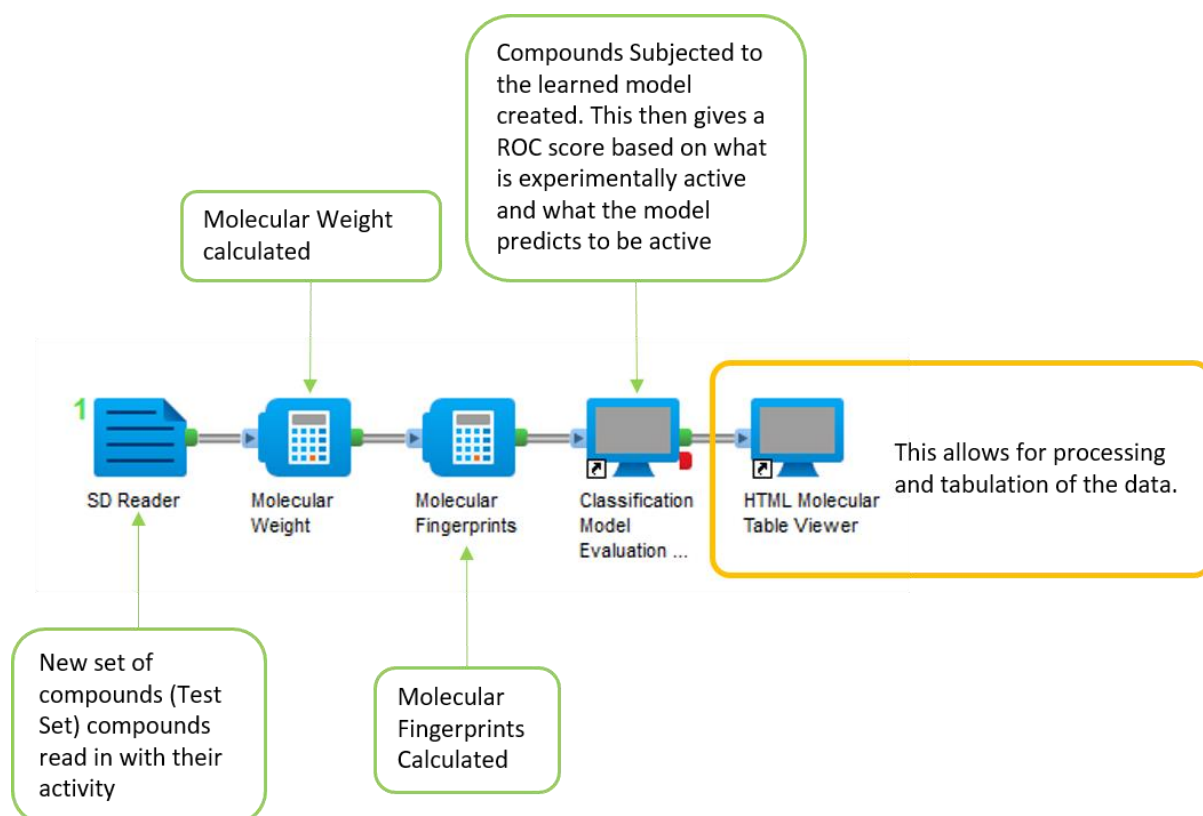 Compounds Subjected to
the learned model
created. This then gives a
ROC score based on what
is experimentally active
and what the model
predicts to be active
Molecular Weight
calculated
1
SD Reader
Molecular
Weight
Molecular
Fingerprints
Classification
Model
Evaluation ...
HTML Molecular
Table Viewer
This allows for processing
and tabulation of the data.
New set of
compounds (Test
Set) compounds
read in with their
activity
Molecular
Fingerprints
Calculated